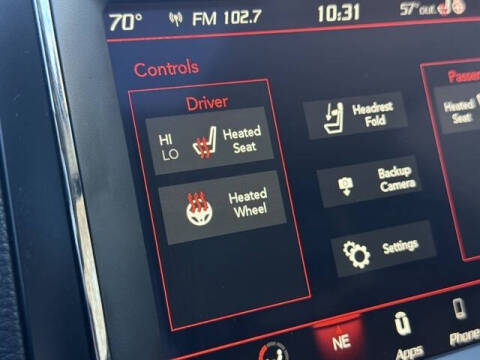 70° FM 102.7 10:31 57° out
Controls
Driver
Passen
HI
LO
Heated
Seat
Headrest
Fold
Heated
Seat
Heated
Wheel
Backup
Camera
Settings
NE
Apps
Phone